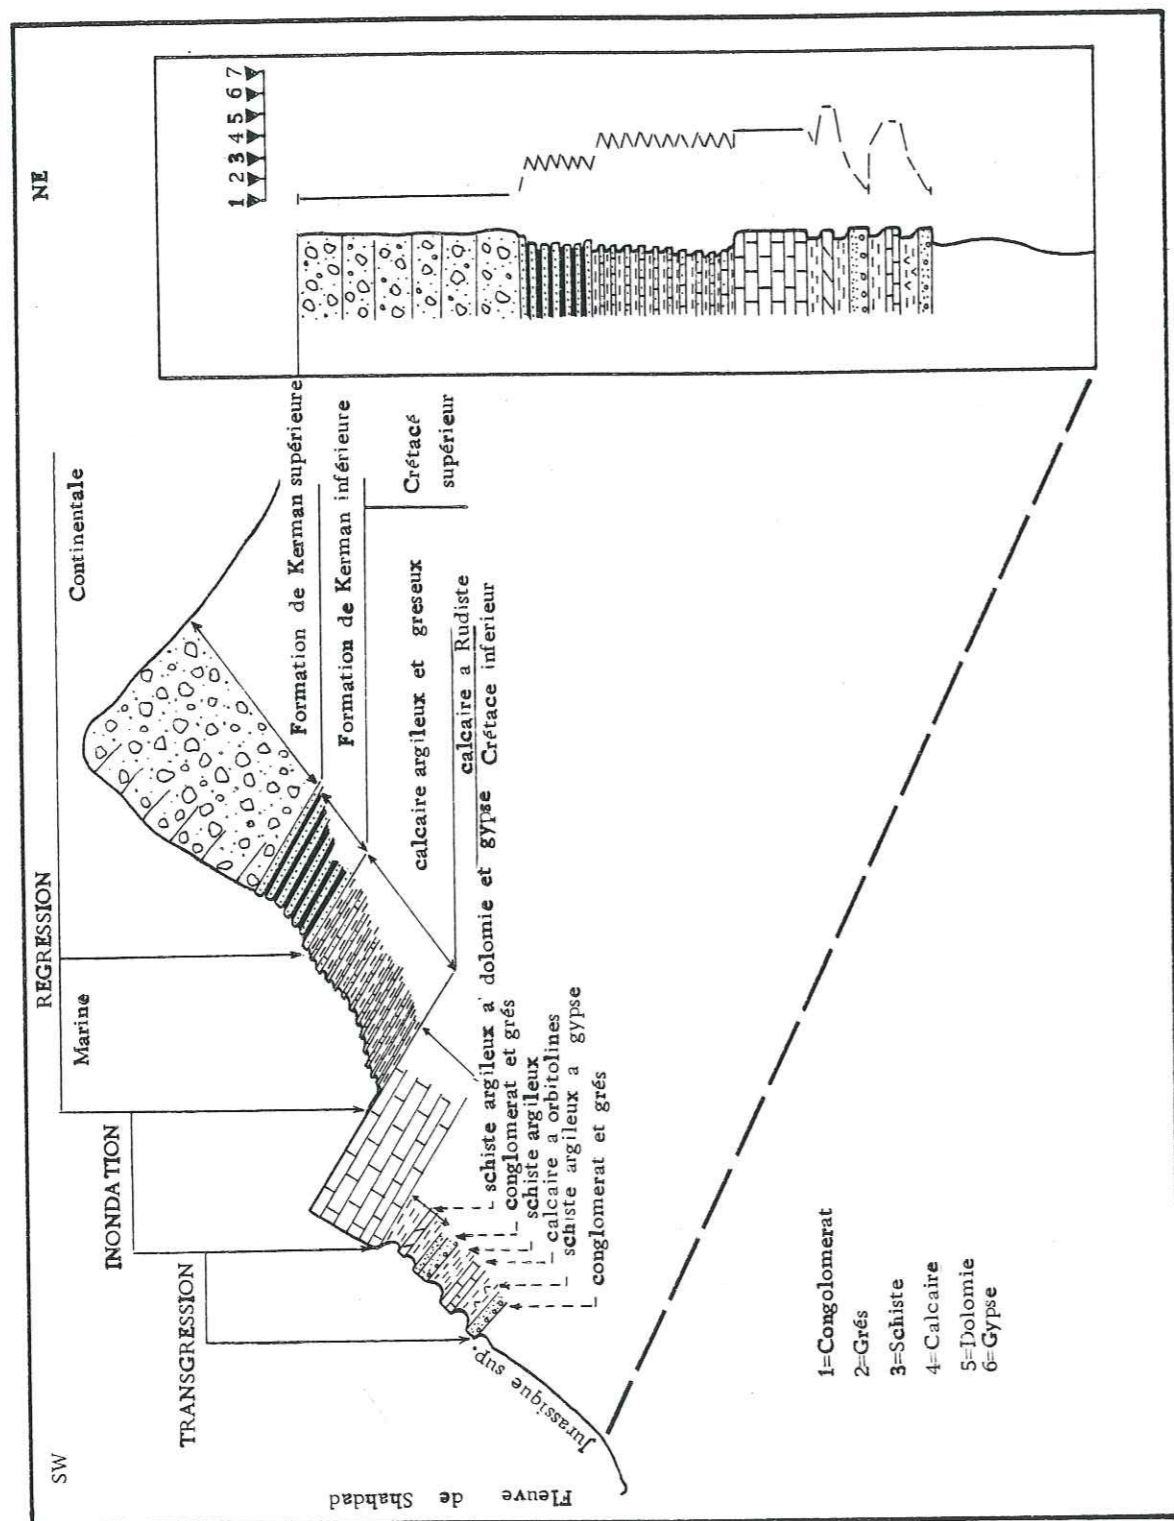 SW
NE
REGRESSION
Continentale
Marine
INONDATION
TRANSGRESSION
1 2 3 4 5 6 7
Formation de Kerman supérieure
Formation de Kerman inférieure
Crétacé
supérieur
calcaire argileux et greseux
calcaire a Rudiste
schiste argileux a' dolomie et gypse Crétace inferieur
conglomerat et grés
schiste argileux
calcaire a orbitolines
schiste argileux a gypse
conglomerat et grés
Jurassique sup.
Fleuve de Shahdad
1=Congolomerat
2=Grés
3=Schiste
4=Calcaire
5=Dolomie
6=Gypse